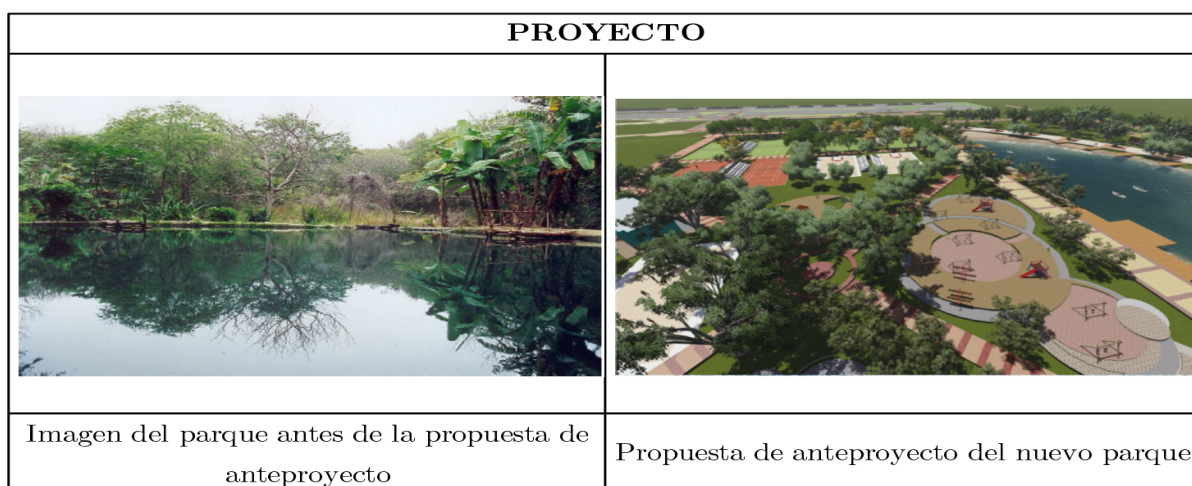 PROYECTO
Imagen del parque antes de la propuesta de
anteproyecto
Propuesta de anteproyecto del nuevo parque